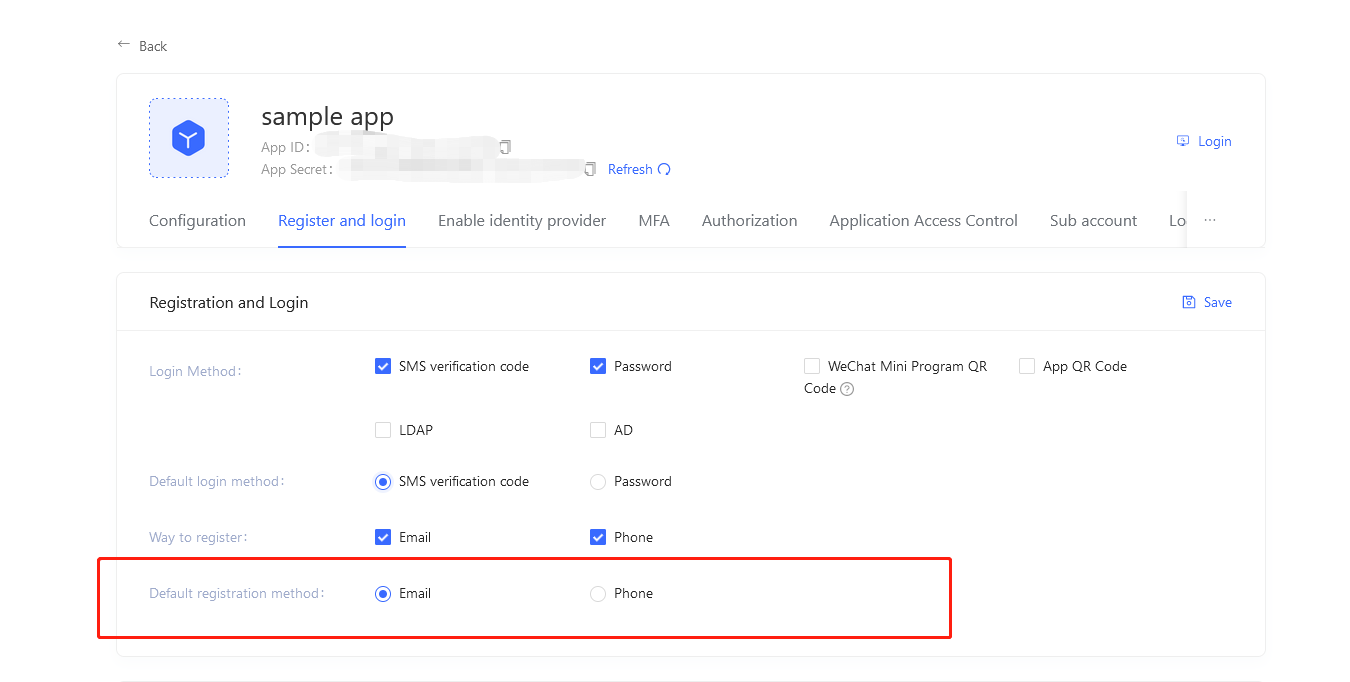 ← Back
sample app
App ID:
App Secret: Refresh
Login
Configuration Register and login Enable identity provider MFA Authorization Application Access Control Sub account Lo ···
Registration and Login Save
Login Method: SMS verification code Password WeChat Mini Program QR Code ? App QR Code
LDAP AD
Default login method: SMS verification code Password
Way to register: Email Phone
Default registration method: Email Phone